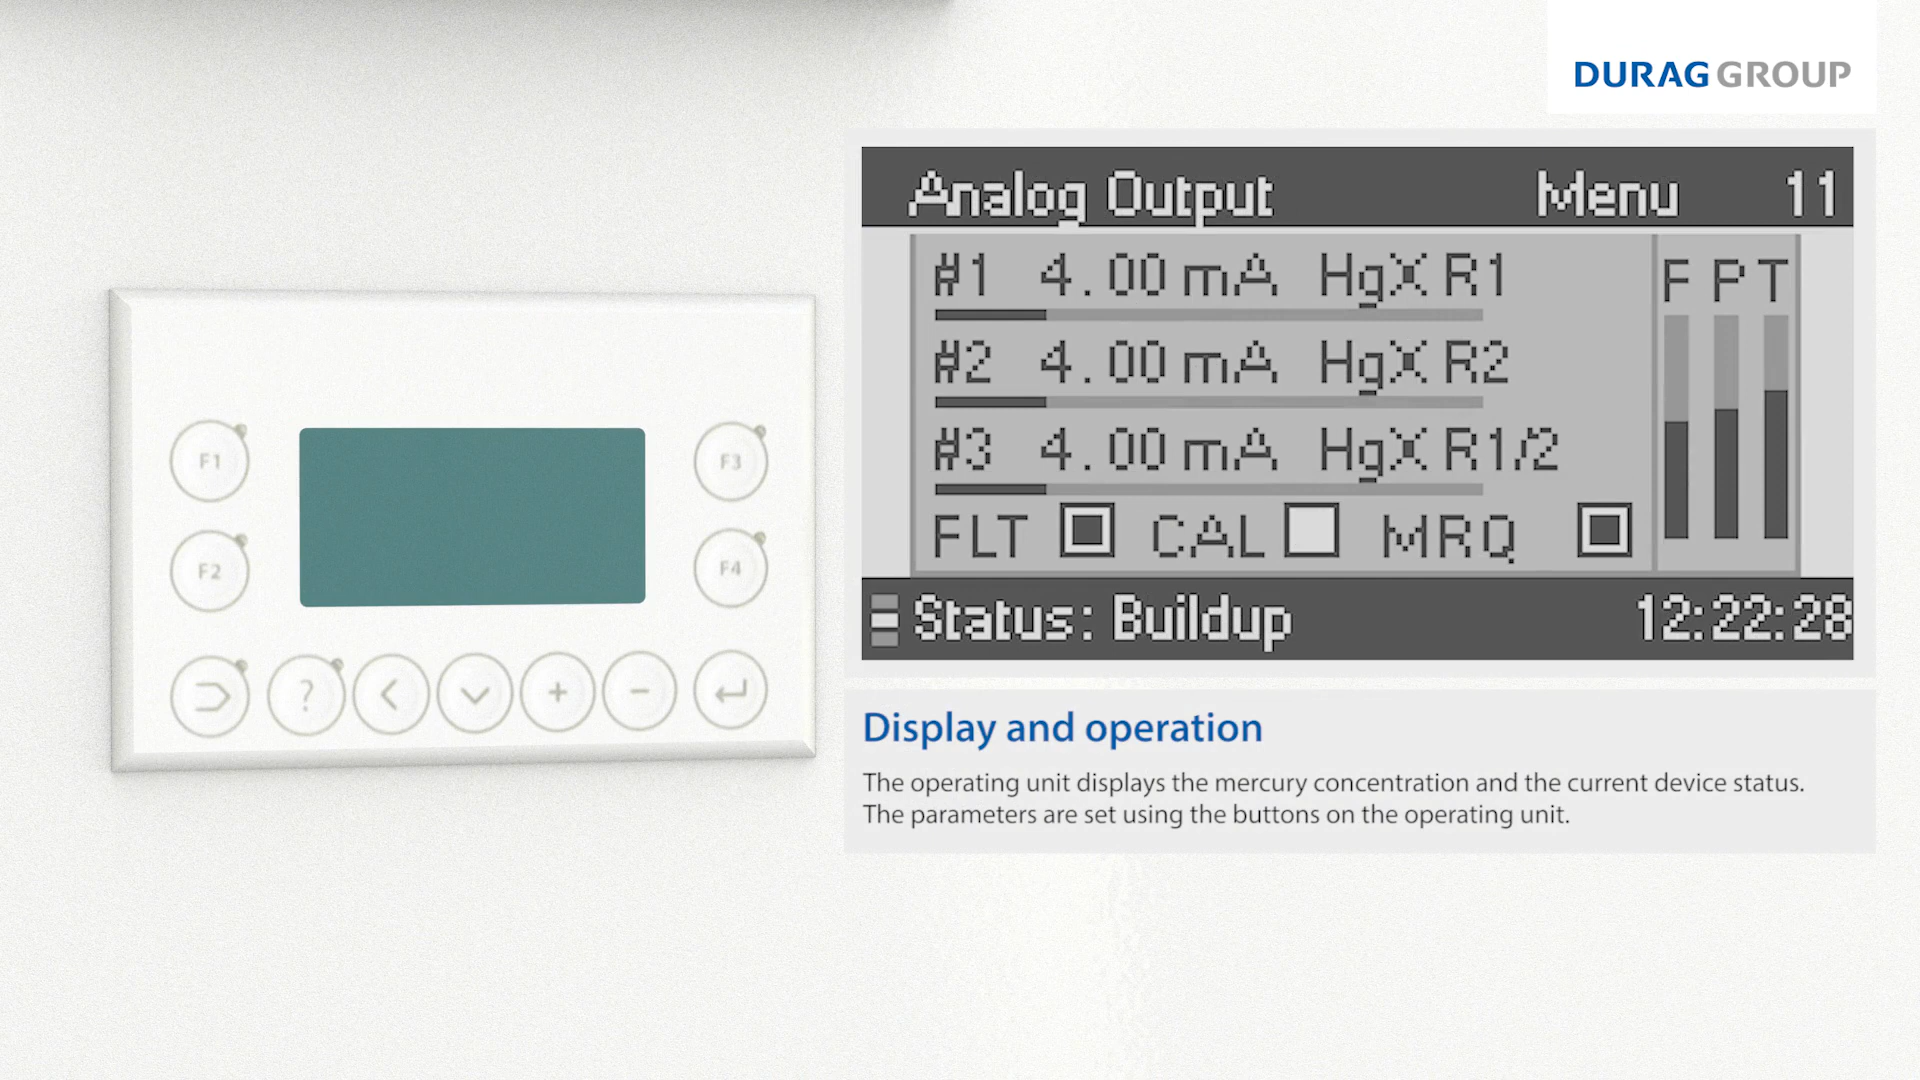 DURAG GROUP
Analog Output Menu 11
#1 4.00 mA HgX R1
#2 4.00 mA HgX R2
#3 4.00 mA HgX R1/2
F P T
FLT CAL MRQ
Status: Buildup 12:22:28
F1 F3
F2 F4
? + −
Display and operation
The operating unit displays the mercury concentration and the current device status.
The parameters are set using the buttons on the operating unit.